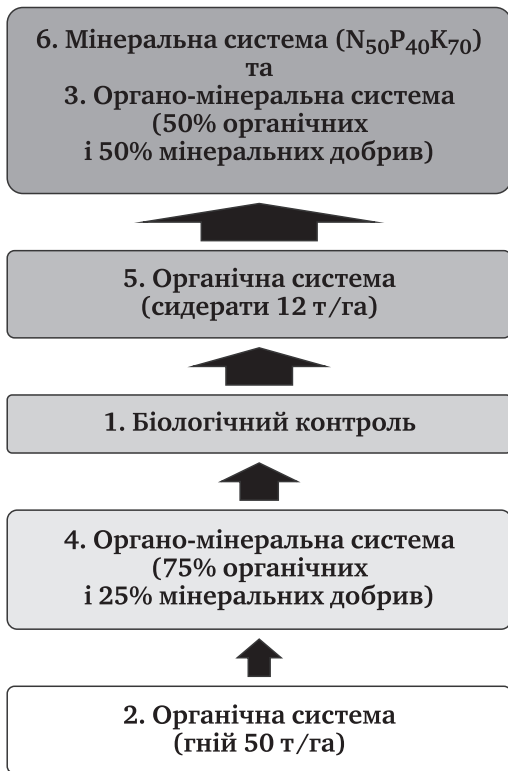 6. Мінеральна система (N50P40K70)
та
3. Органо-мінеральна система
(50% органічних
і 50% мінеральних добрив)
5. Органічна система
(сидерати 12 т/га)
1. Біологічний контроль
4. Органо-мінеральна система
(75% органічних
і 25% мінеральних добрив)
2. Органічна система
(гній 50 т/га)